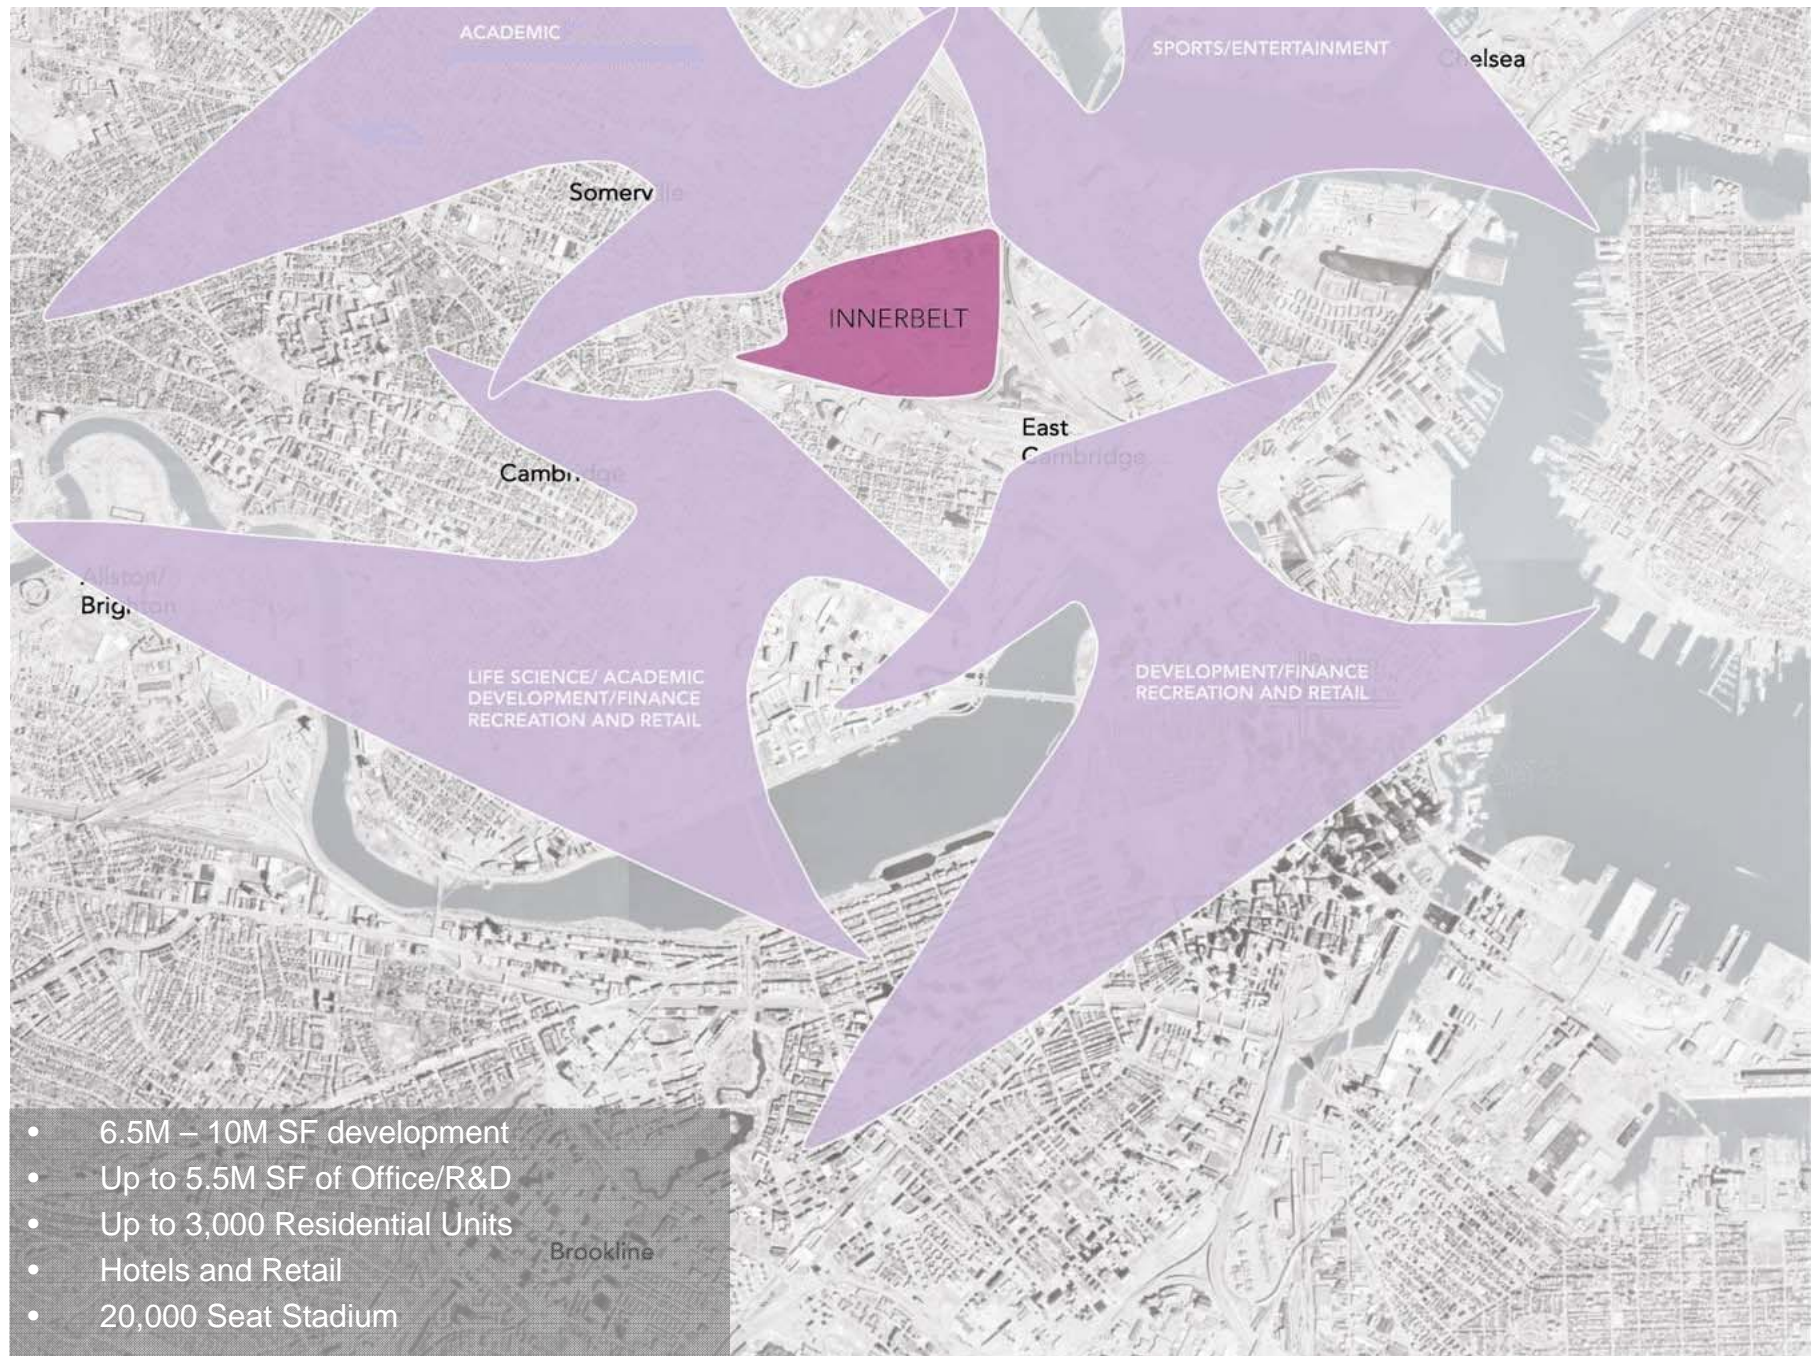 ACADEMIC
SPORTS/ENTERTAINMENT
Chelsea
Somerville
INNERBELT
East
Cambridge
Cambridge
Allston/
Brighton
LIFE SCIENCE/ ACADEMIC
DEVELOPMENT/FINANCE
RECREATION AND RETAIL
DEVELOPMENT/FINANCE
RECREATION AND RETAIL
• 6.5M – 10M SF development
• Up to 5.5M SF of Office/R&D
• Up to 3,000 Residential Units
Brookline
• Hotels and Retail
• 20,000 Seat Stadium